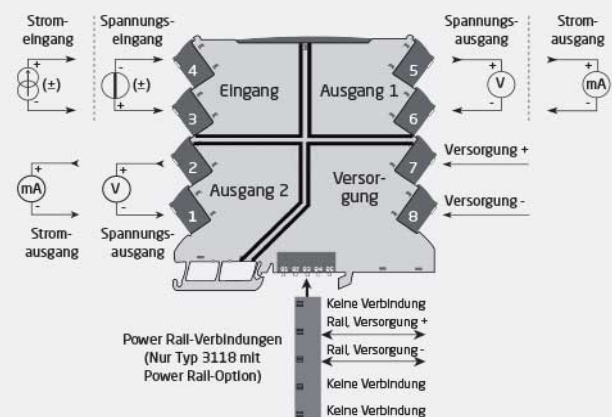 Strom-
eingang
Spannungs-
eingang
Spannungs-
ausgang
Strom-
ausgang
+
(±)
-
-
(±)
+
4
Eingang
3
5
Ausgang 1
6
+
V
-
+
mA
-
+
mA
-
Strom-
ausgang
+
V
-
Spannungs-
ausgang
2
Ausgang 2
1
7
Versor-
gung
8
Versorgung +
Versorgung -
Power Rail-Verbindungen
(Nur Typ 3118 mit
Power Rail-Option)
Keine Verbindung
Rail, Versorgung +
Rail, Versorgung -
Keine Verbindung
Keine Verbindung